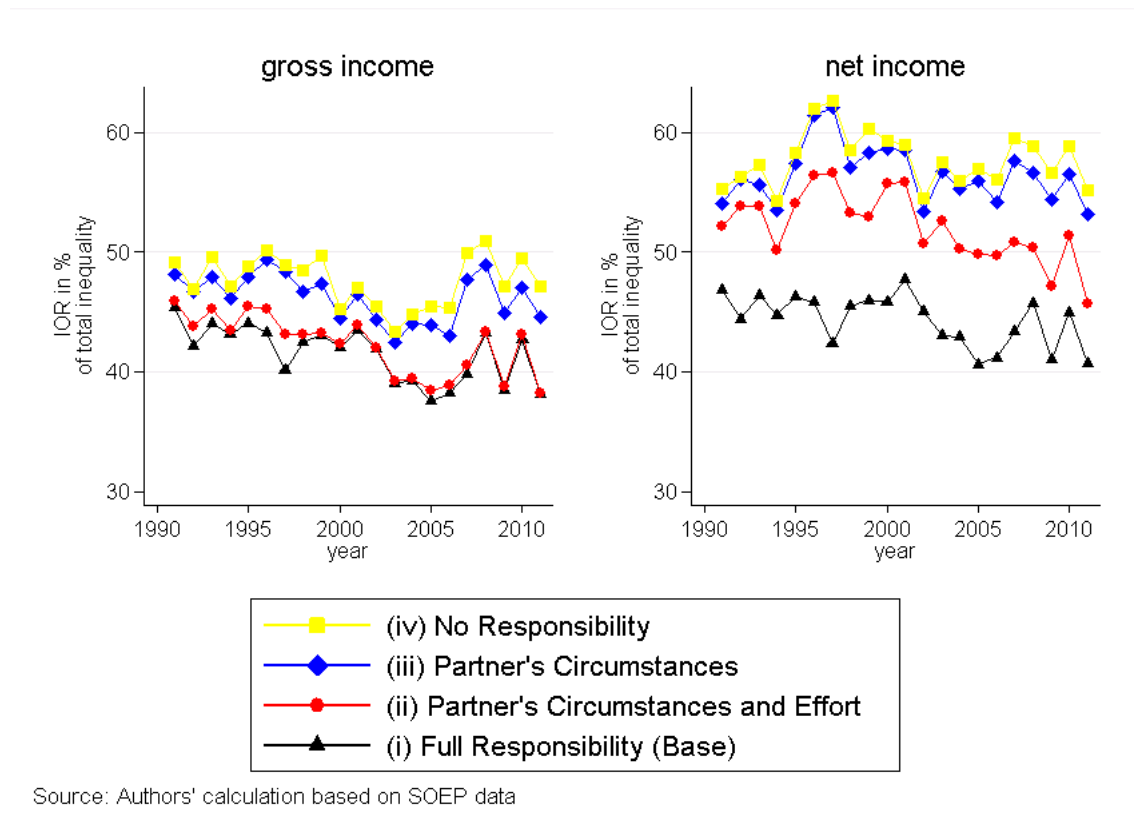 gross income
net income
IOR in %
of total inequality
60
50
40
30
1990
1995
2000
2005
2010
year
IOR in %
of total inequality
60
50
40
30
1990
1995
2000
2005
2010
year
(iv) No Responsibility
(iii) Partner's Circumstances
(ii) Partner's Circumstances and Effort
(i) Full Responsibility (Base)
Source: Authors' calculation based on SOEP data